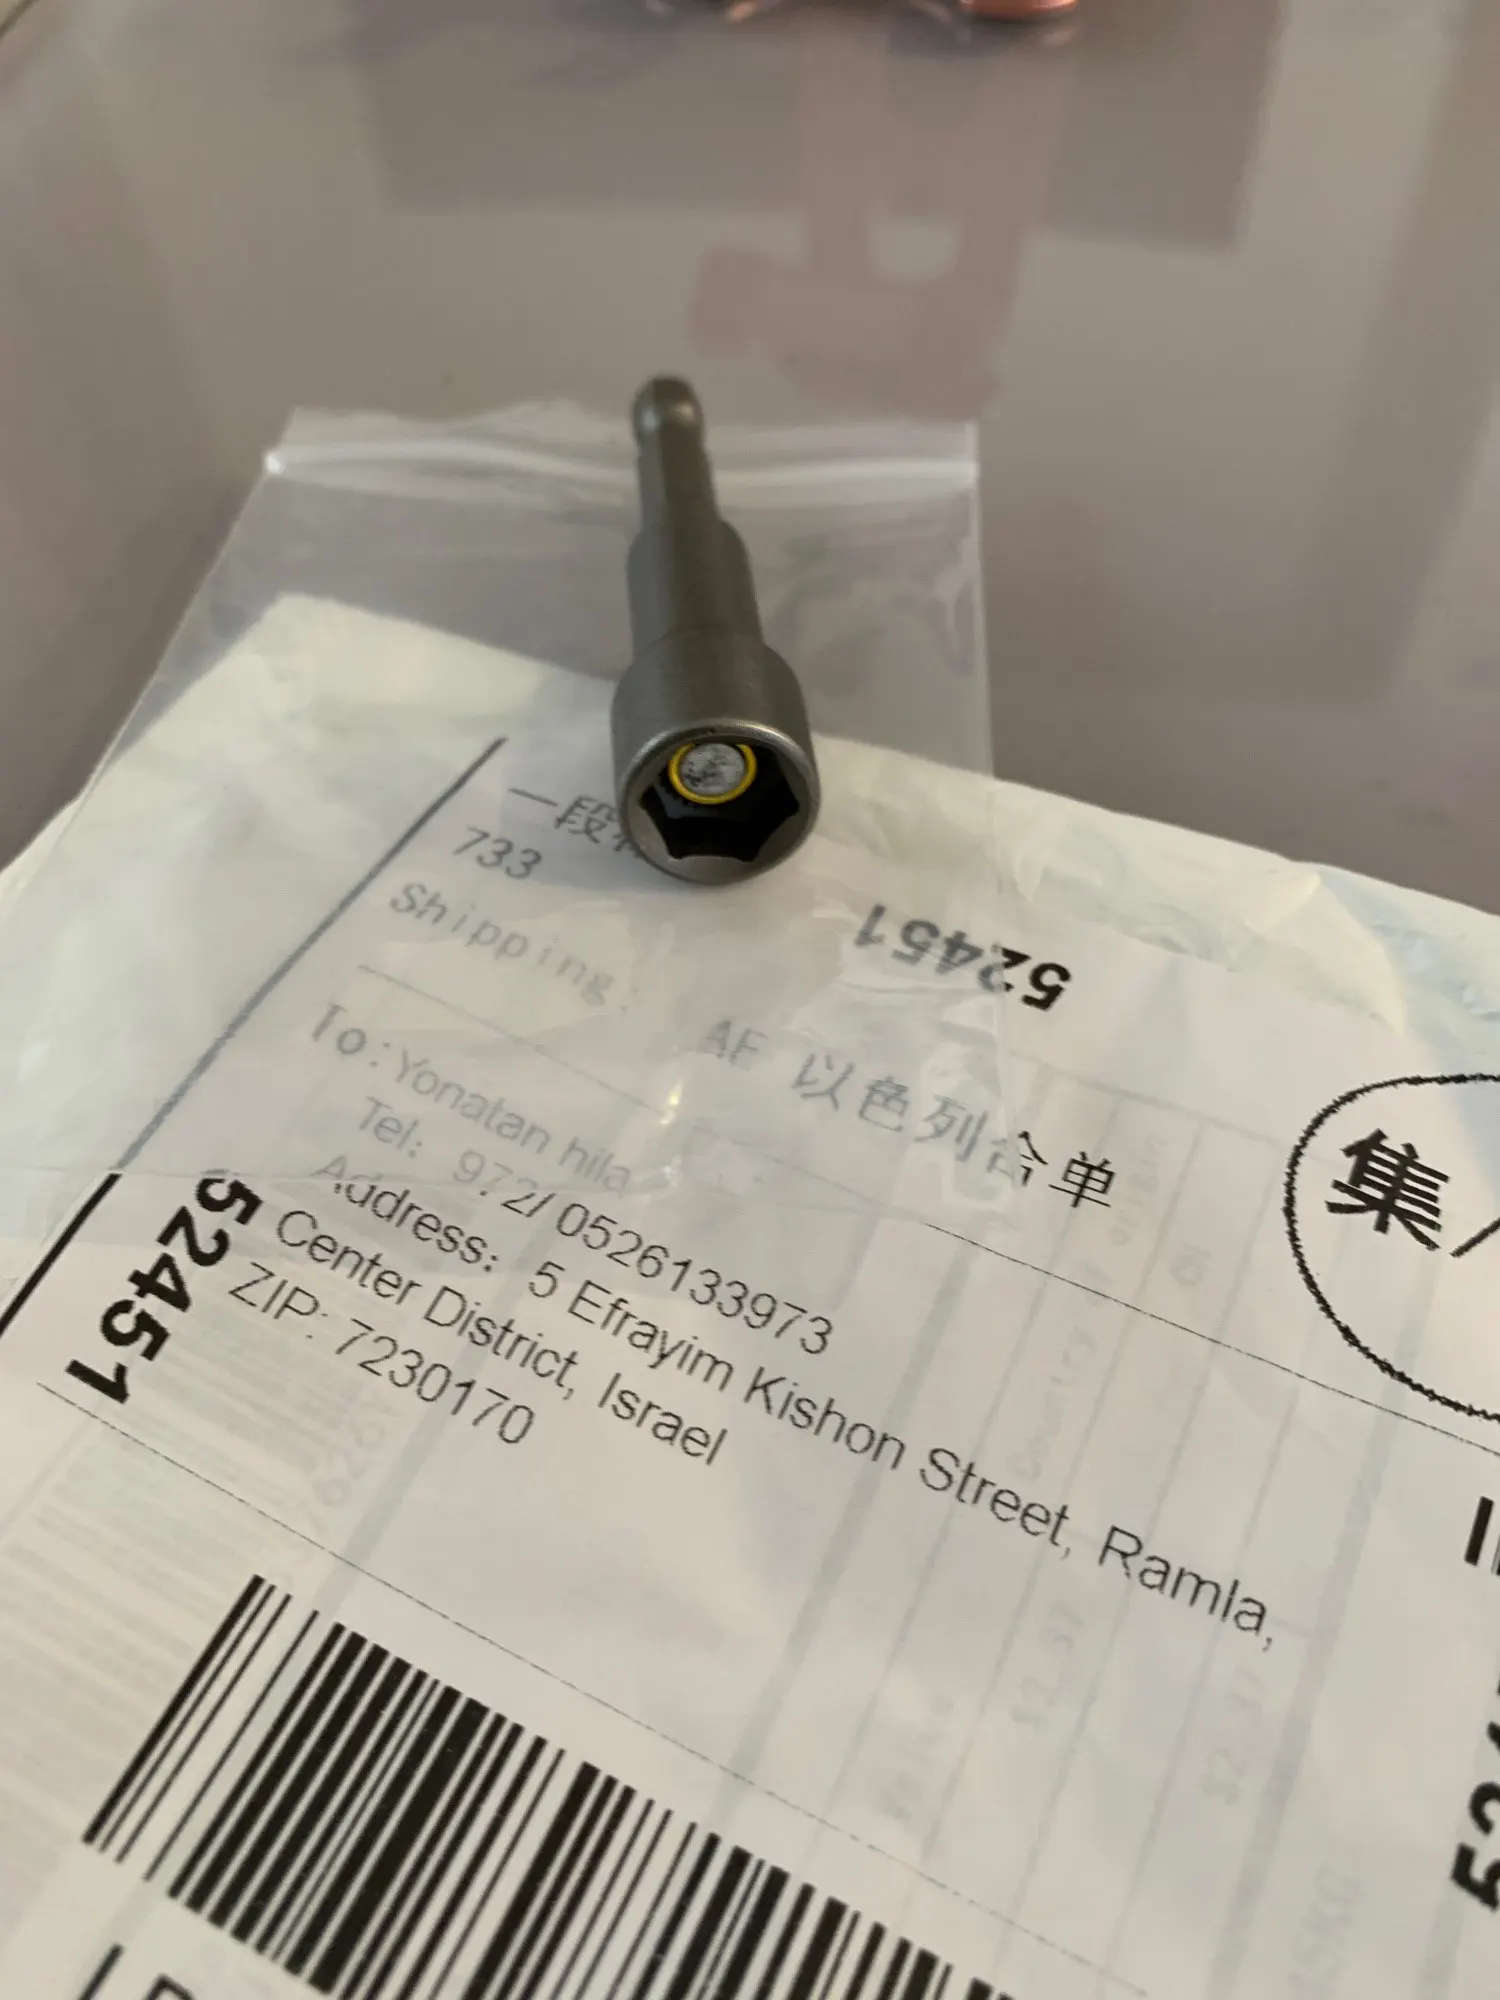 一段
733
Shipping:
52451
AE 以色列合单
集
To: Yonatan hila
Tel: 972/0526133973
Address: 5 Efrayim Kishon Street, Ramla,
Center District, Israel
ZIP: 7230170
52451